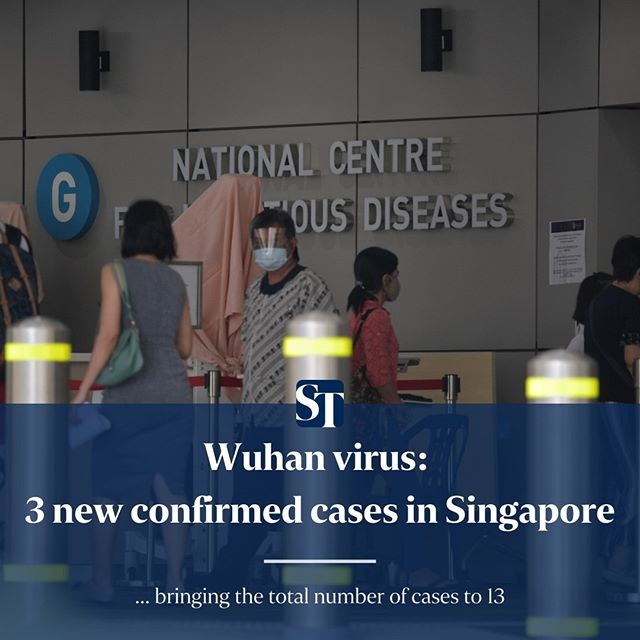 G
NATIONAL CENTRE
TIOUS DISEASES
ST
Wuhan virus:
3 new confirmed cases in Singapore
... bringing the total number of cases to 13